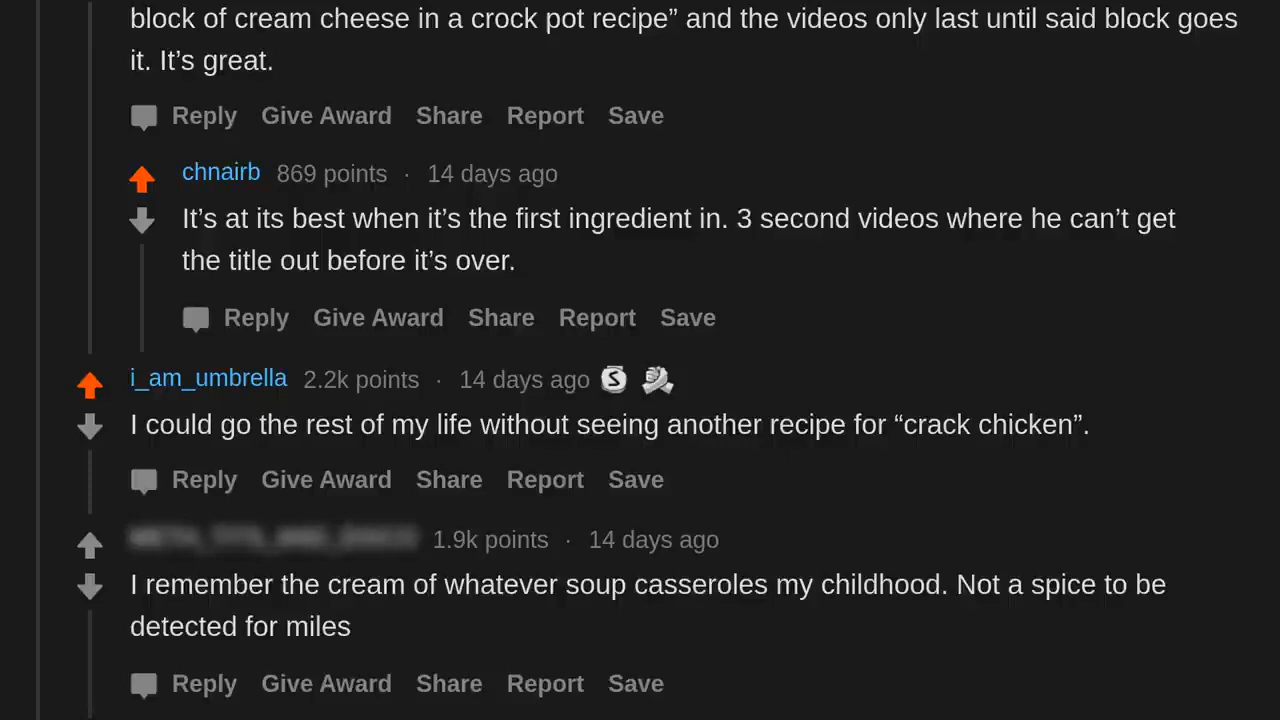 block of cream cheese in a crock pot recipe” and the videos only last until said block goes
it. It’s great.
Reply Give Award Share Report Save
chnairb 869 points · 14 days ago
It’s at its best when it’s the first ingredient in. 3 second videos where he can’t get
the title out before it’s over.
Reply Give Award Share Report Save
i_am_umbrella 2.2k points · 14 days ago S
I could go the rest of my life without seeing another recipe for “crack chicken”.
Reply Give Award Share Report Save
1.9k points · 14 days ago
I remember the cream of whatever soup casseroles my childhood. Not a spice to be
detected for miles
Reply Give Award Share Report Save